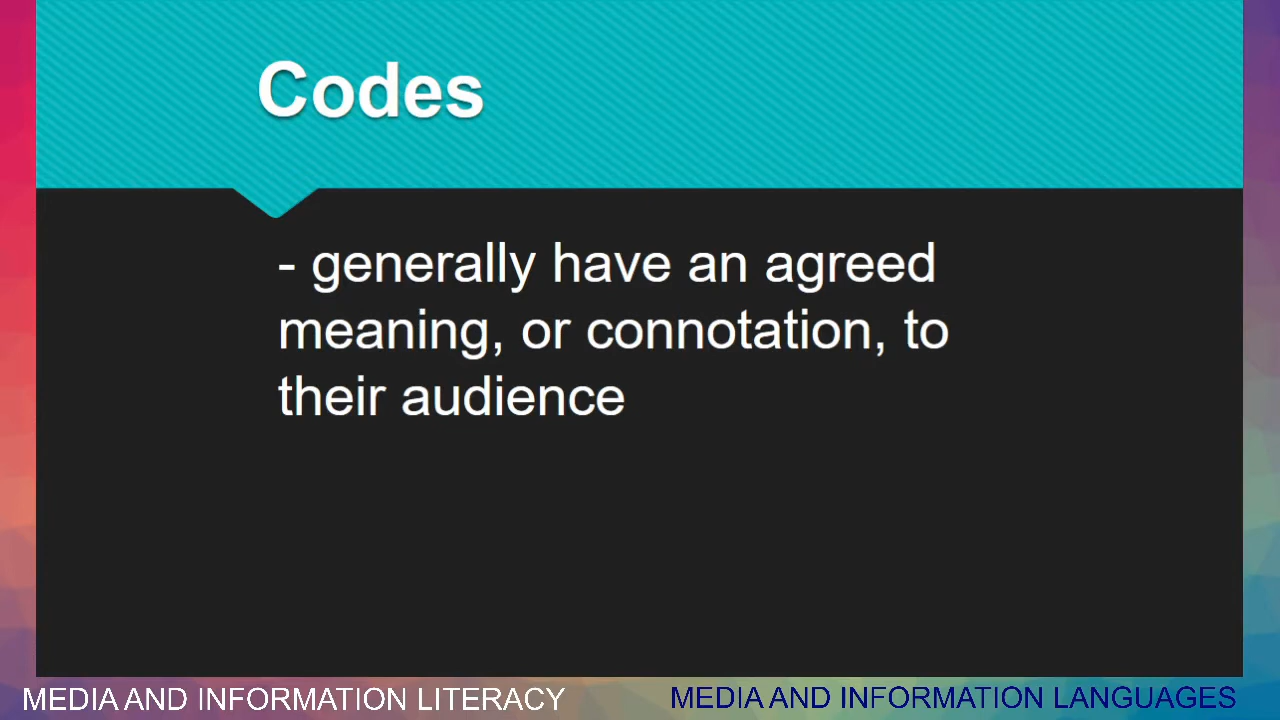 Codes
- generally have an agreed
meaning, or connotation, to
their audience
MEDIA AND INFORMATION LITERACY
MEDIA AND INFORMATION LANGUAGES